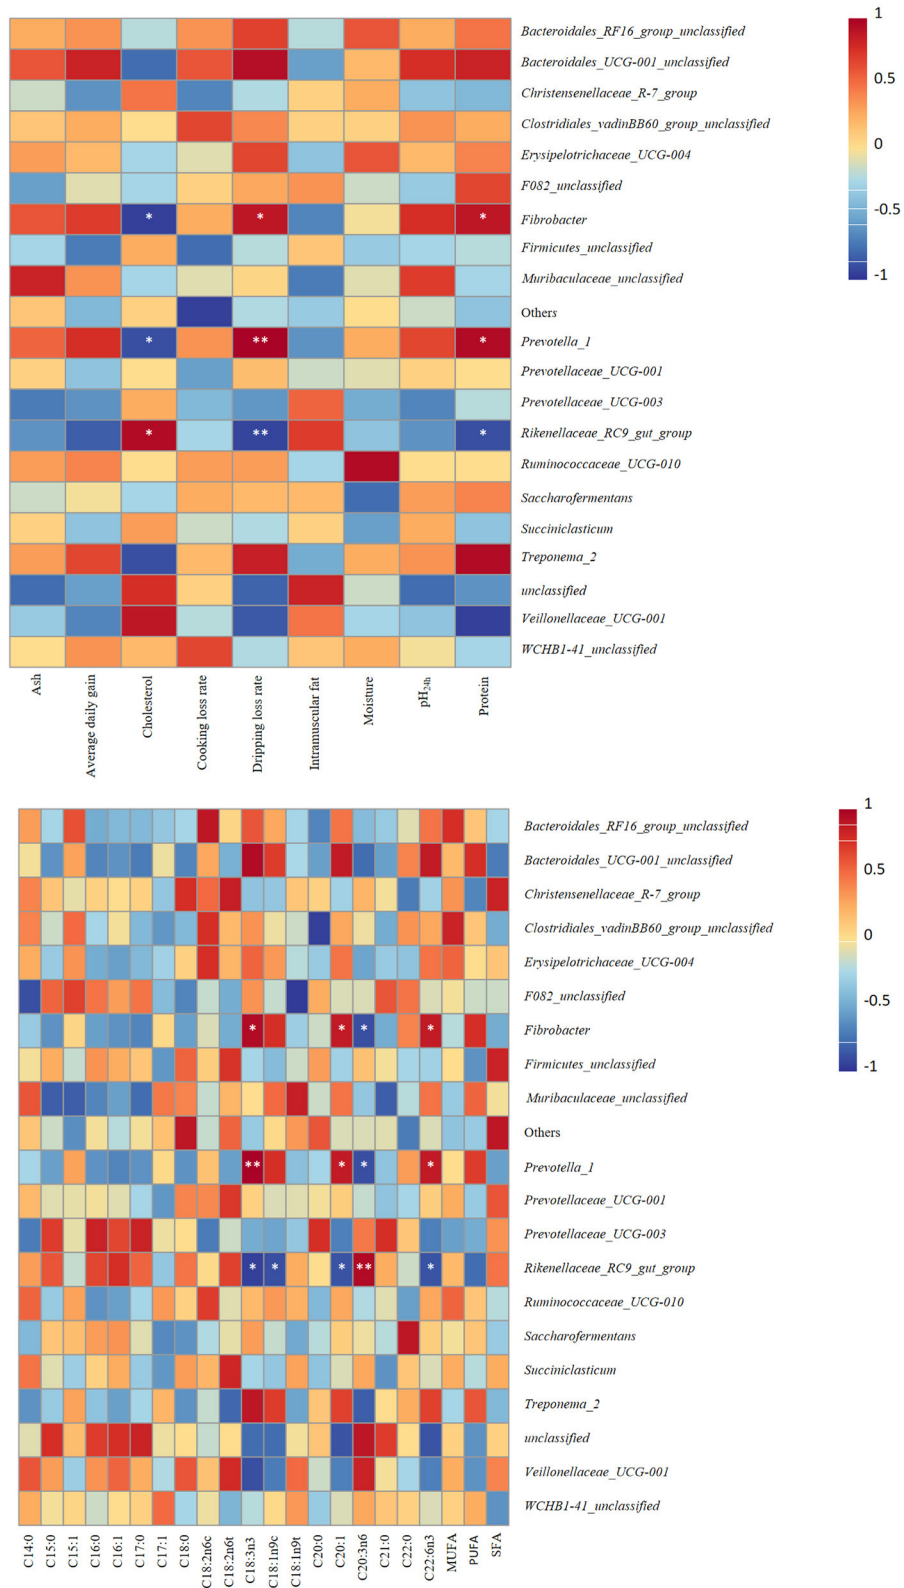 1
0.5
0
-0.5
-1
Bacteroidales_RF16_group_unclassified
Bacteroidales_UCG-001_unclassified
Christensenellaceae_R-7_group
Clostridiales_vadinBB60_group_unclassified
Erysipelotrichaceae_UCG-004
F082_unclassified
* * * Fibrobacter
Firmicutes_unclassified
Muribaculaceae_unclassified
Others
* ** * Prevotella_1
Prevotellaceae_UCG-001
Prevotellaceae_UCG-003
* ** * Rikenellaceae_RC9_gut_group
Ruminococcaceae_UCG-010
Saccharofermentans
Succiniclasticum
Treponema_2
unclassified
Veillonellaceae_UCG-001
WCHB1-41_unclassified
Ash
Average daily gain
Cholesterol
Cooking loss rate
Dripping loss rate
Intramuscular fat
Moisture
pH24h
Protein
1
0.5
0
-0.5
-1
Bacteroidales_RF16_group_unclassified
Bacteroidales_UCG-001_unclassified
Christensenellaceae_R-7_group
Clostridiales_vadinBB60_group_unclassified
Erysipelotrichaceae_UCG-004
F082_unclassified
* * * * Fibrobacter
Firmicutes_unclassified
Muribaculaceae_unclassified
Others
** * * * Prevotella_1
Prevotellaceae_UCG-001
Prevotellaceae_UCG-003
* * * ** * Rikenellaceae_RC9_gut_group
Ruminococcaceae_UCG-010
Saccharofermentans
Succiniclasticum
Treponema_2
unclassified
Veillonellaceae_UCG-001
WCHB1-41_unclassified
C14:0
C15:0
C15:1
C16:0
C16:1
C17:0
C17:1
C18:0
C18:2n6c
C18:2n6t
C18:3n3
C18:1n9c
C18:1n9t
C20:0
C20:1
C20:3n6
C21:0
C22:0
C22:6n3
MUFA
PUFA
SFA